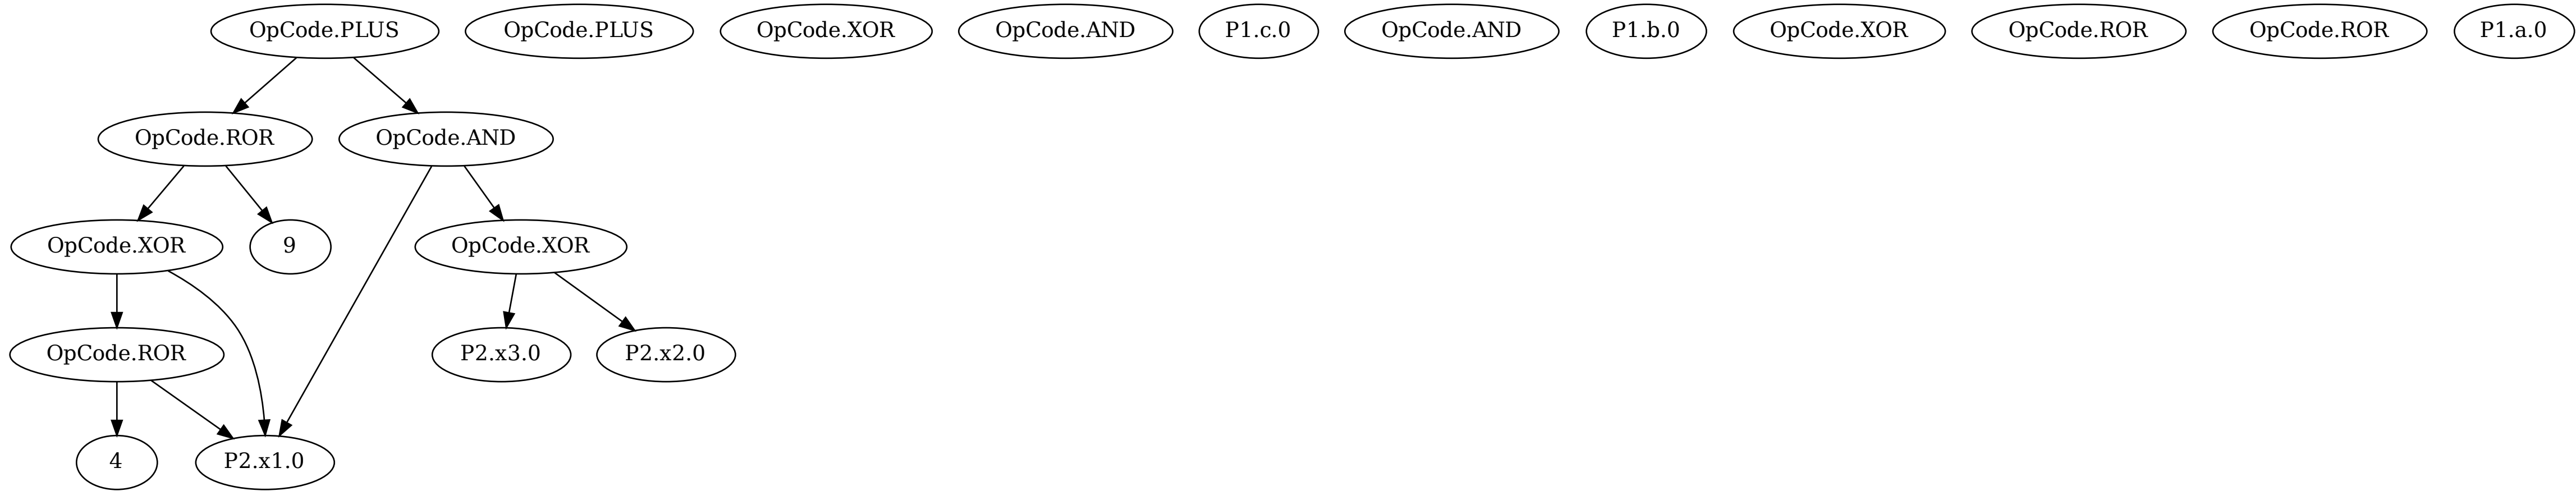 OpCode.PLUS
OpCode.PLUS
OpCode.XOR
OpCode.AND
P1.c.0
OpCode.AND
P1.b.0
OpCode.XOR
OpCode.ROR
OpCode.ROR
P1.a.0
OpCode.ROR
OpCode.AND
OpCode.XOR
9
OpCode.XOR
OpCode.ROR
P2.x3.0
P2.x2.0
4
P2.x1.0